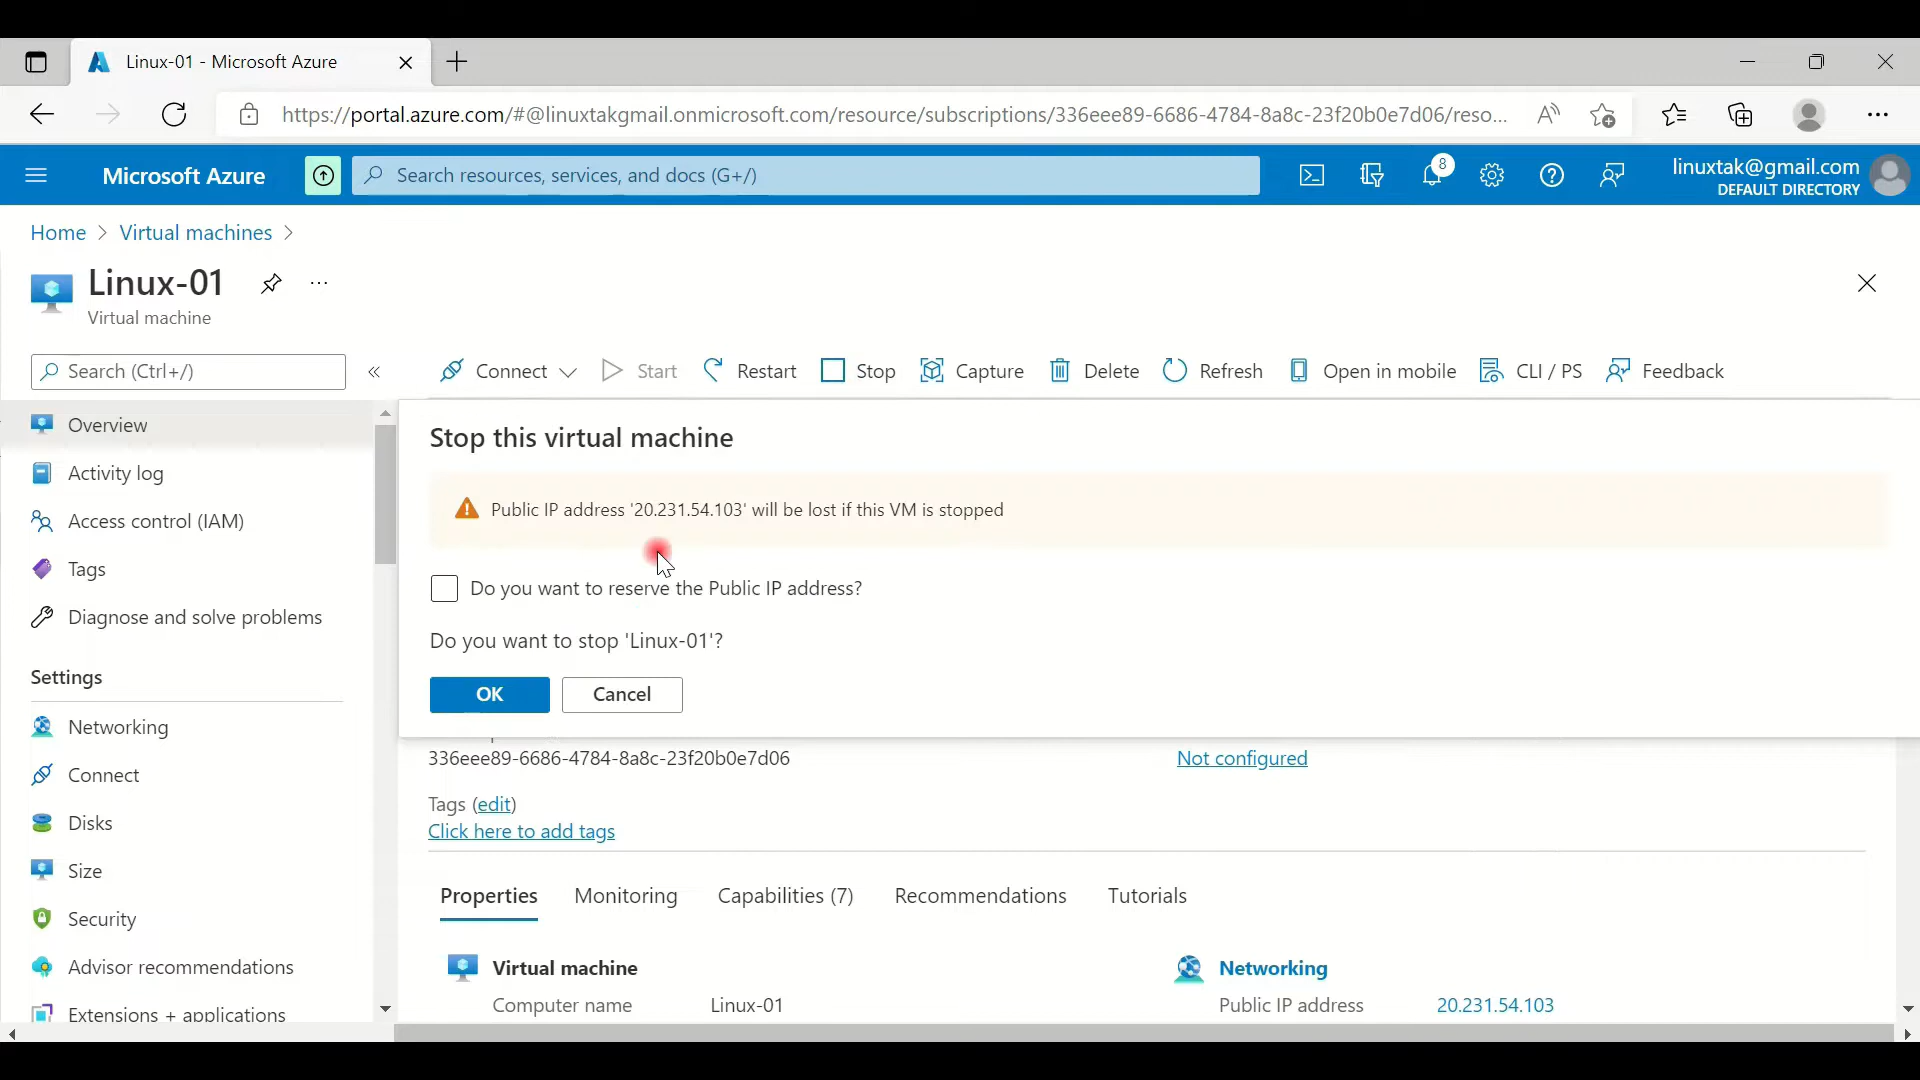 Linux-01 - Microsoft Azure
https://portal.azure.com/#@linuxtakgmail.onmicrosoft.com/resource/subscriptions/336eee89-6686-4784-8a8c-23f20b0e7d06/reso...
Microsoft Azure
Search resources, services, and docs (G+/)
8
linuxtak@gmail.com
DEFAULT DIRECTORY
Home > Virtual machines >
Linux-01
Virtual machine
Search (Ctrl+/)
Connect
Start
Restart
Stop
Capture
Delete
Refresh
Open in mobile
CLI / PS
Feedback
Overview
Activity log
Access control (IAM)
Tags
Diagnose and solve problems
Settings
Networking
Connect
Disks
Size
Security
Advisor recommendations
Extensions + applications
Stop this virtual machine
Public IP address '20.231.54.103' will be lost if this VM is stopped
Do you want to reserve the Public IP address?
Do you want to stop 'Linux-01'?
OK
Cancel
336eee89-6686-4784-8a8c-23f20b0e7d06
Not configured
Tags (edit)
Click here to add tags
Properties
Monitoring
Capabilities (7)
Recommendations
Tutorials
Virtual machine
Computer name
Linux-01
Networking
Public IP address
20.231.54.103